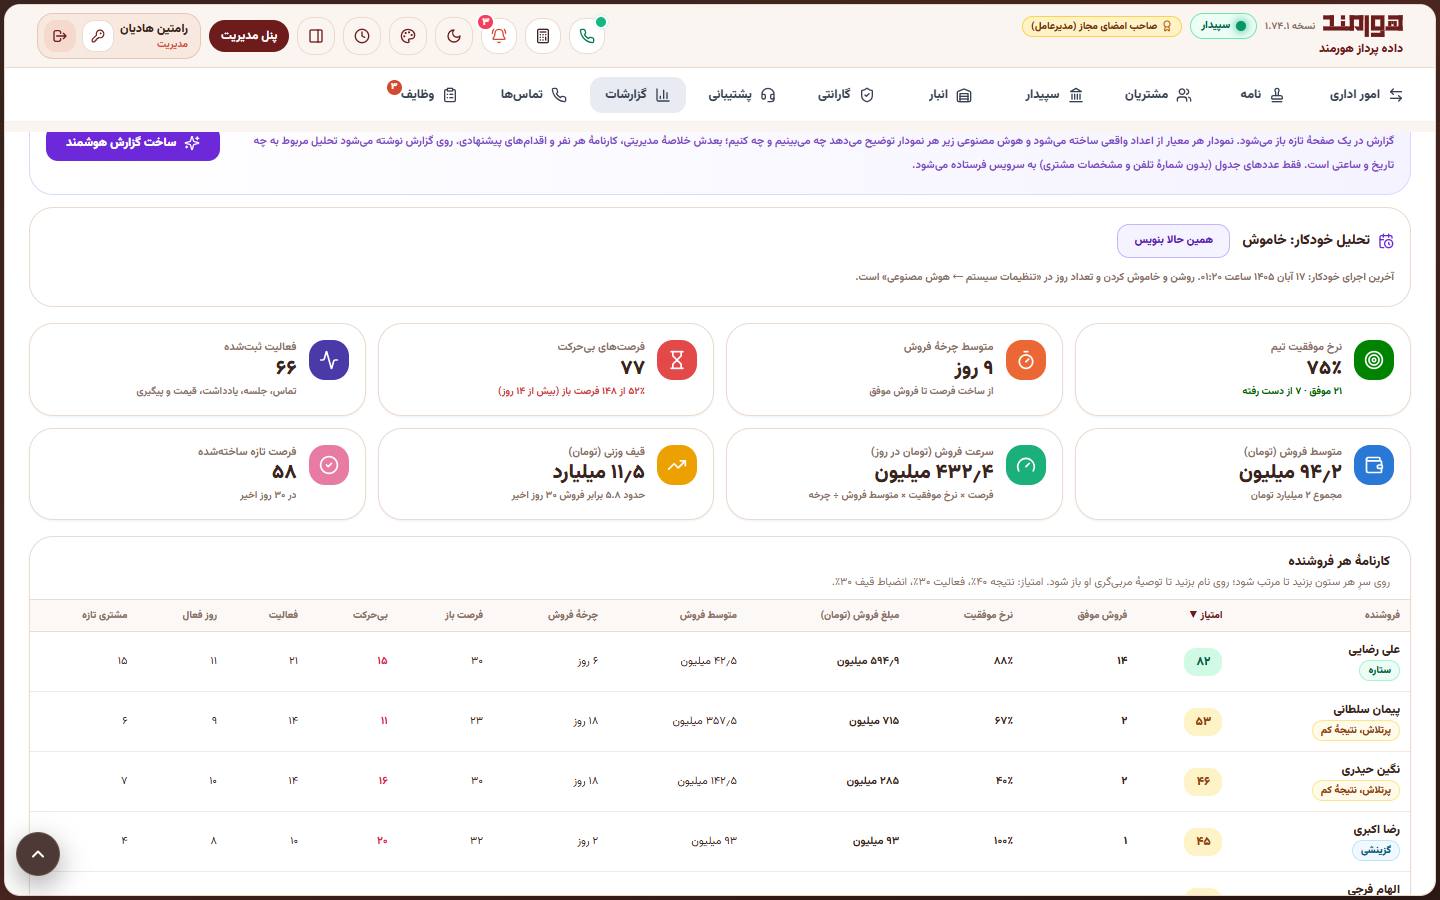 هورمند
داده پرداز هورمند
نسخه ۱.۷۴.۱
سپیدار
صاحب امضای مجاز (مدیرعامل)
۳
پنل مدیریت
رامتین هادیان
مدیریت
امور اداری
نامه
مشتریان
سپیدار
انبار
گارانتی
پشتیبانی
گزارشات
تماس‌ها
وظایف
۳
گزارش در یک صفحهٔ تازه باز می‌شود. نمودار هر معیار از اعداد واقعی ساخته می‌شود و هوش مصنوعی زیر هر نمودار توضیح می‌دهد چه می‌بینیم و چه کنیم؛ بعدش خلاصهٔ مدیریتی، کارنامهٔ هر نفر و اقدام‌های پیشنهادی. روی گزارش نوشته می‌شود تحلیل مربوط به چه
تاریخ و ساعتی است. فقط عددهای جدول (بدون شمارهٔ تلفن و مشخصات مشتری) به سرویس فرستاده می‌شود.
ساخت گزارش هوشمند
تحلیل خودکار: خاموش
همین حالا بنویس
آخرین اجرای خودکار: ۱۷ آبان ۱۴۰۵ ساعت ۰۱:۲۰. روشن و خاموش کردن و تعداد روز در «تنظیمات سیستم ← هوش مصنوعی» است.
نرخ موفقیت تیم
۷۵٪
۲۱ موفق · ۷ از دست رفته
متوسط چرخهٔ فروش
۹ روز
از ساخت فرصت تا فروش موفق
فرصت‌های بی‌حرکت
۷۷
۵۲٪ از ۱۴۸ فرصت باز (بیش از ۱۴ روز)
فعالیت ثبت‌شده
۶۶
تماس، جلسه، یادداشت، قیمت و پیگیری
متوسط فروش (تومان)
۹۴٫۲ میلیون
مجموع ۲ میلیارد تومان
سرعت فروش (تومان در روز)
۴۳۲٫۴ میلیون
فرصت × نرخ موفقیت × متوسط فروش ÷ چرخه
قیف وزنی (تومان)
۱۱٫۵ میلیارد
حدود ۵.۸ برابر فروش ۳۰ روز اخیر
فرصت تازه ساخته‌شده
۵۸
در ۳۰ روز اخیر
کارنامهٔ هر فروشنده
روی سرِ هر ستون بزنید تا مرتب شود؛ روی نام بزنید تا توصیهٔ مربی‌گری او باز شود. امتیاز: نتیجه ۴۰٪، فعالیت ۳۰٪، انضباط قیف ۳۰٪.
فروشنده امتیاز ▼ فروش موفق نرخ موفقیت مبلغ فروش (تومان) متوسط فروش چرخهٔ فروش فرصت باز بی‌حرکت فعالیت روز فعال مشتری تازه
علی رضایی
ستاره
۸۲ ۱۴ ۸۸٪ ۵۹۴٫۹ میلیون ۴۲٫۵ میلیون ۶ روز ۳۰ ۱۵ ۲۱ ۱۱ ۱۵
پیمان سلطانی
پرتلاش، نتیجهٔ کم
۵۳ ۲ ۶۷٪ ۷۱۵ میلیون ۳۵۷٫۵ میلیون ۱۸ روز ۲۳ ۱۱ ۱۴ ۹ ۶
نگین حیدری
پرتلاش، نتیجهٔ کم
۴۶ ۲ ۴۰٪ ۲۸۵ میلیون ۱۴۲٫۵ میلیون ۱۸ روز ۳۰ ۱۶ ۱۴ ۱۰ ۷
رضا اکبری
گزینشی
۴۵ ۱ ۱۰۰٪ ۹۳ میلیون ۹۳ میلیون ۲ روز ۳۲ ۲۰ ۱۰ ۸ ۴
الهام فرجی